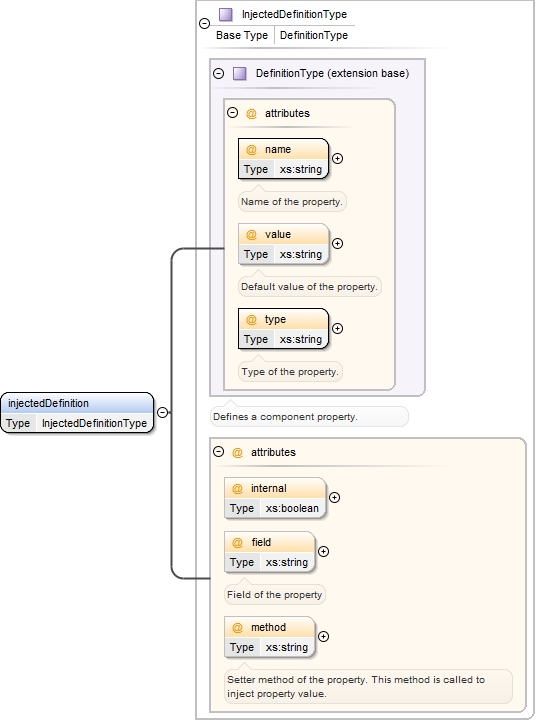 InjectedDefinitionType
Base Type DefinitionType
DefinitionType (extension base)
@ attributes
@ name
Type xs:string
Name of the property.
@ value
Type xs:string
Default value of the property.
@ type
Type xs:string
Type of the property.
injectedDefinition
Type InjectedDefinitionType
Defines a component property.
@ attributes
@ internal
Type xs:boolean
@ field
Type xs:string
Field of the property
@ method
Type xs:string
Setter method of the property. This method is called to
inject property value.